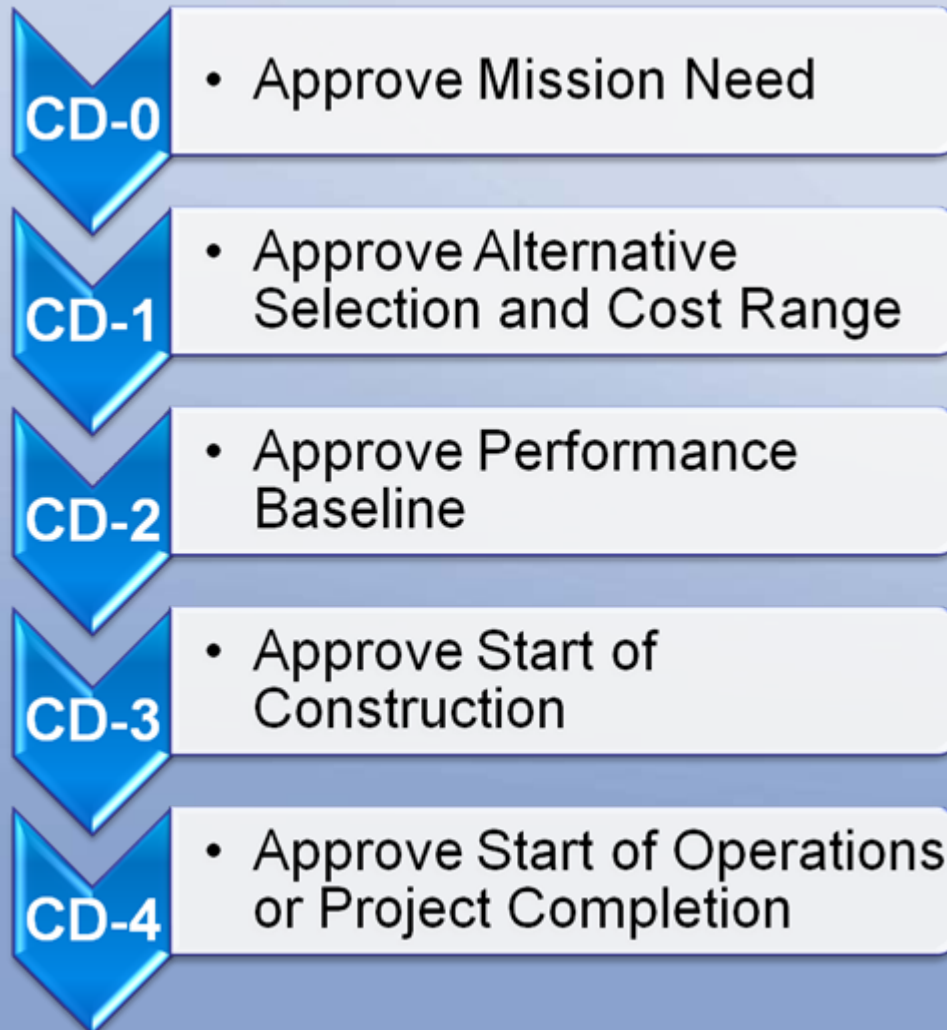 CD-0
• Approve Mission Need
CD-1
• Approve Alternative
Selection and Cost Range
CD-2
• Approve Performance
Baseline
CD-3
• Approve Start of
Construction
CD-4
• Approve Start of Operations
or Project Completion